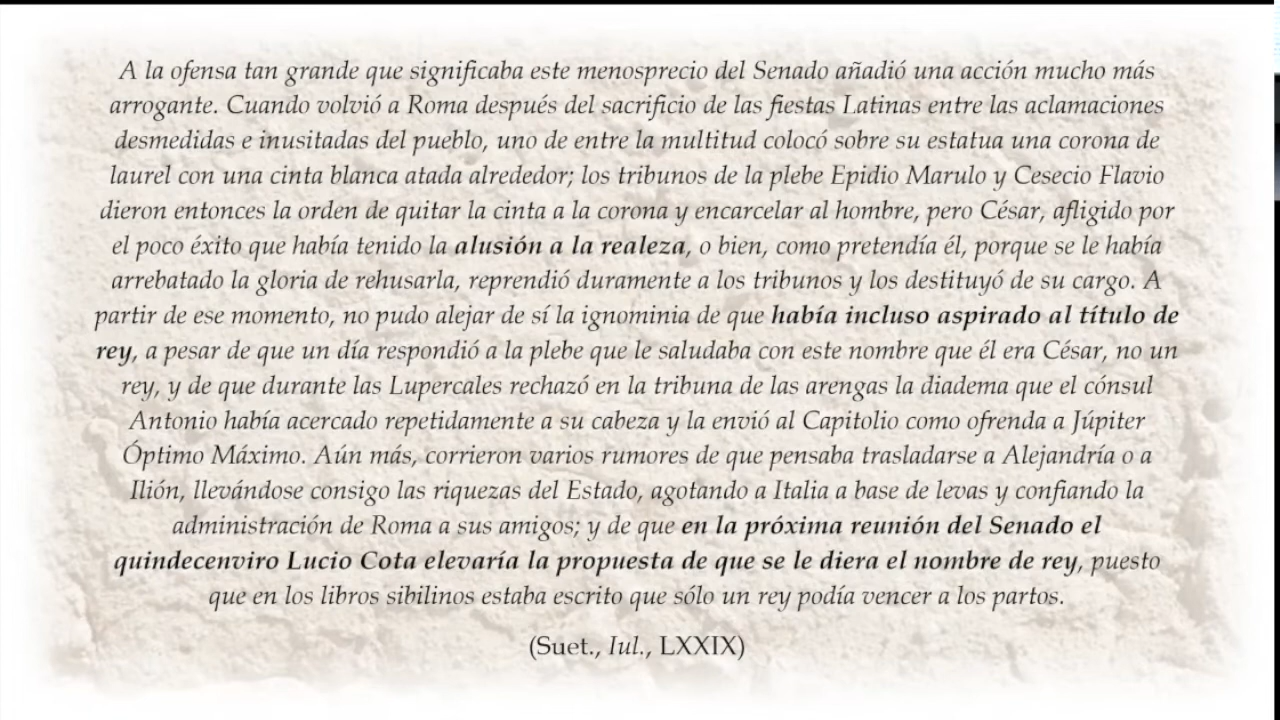 A la ofensa tan grande que significaba este menosprecio del Senado añadió una acción mucho más
arrogante. Cuando volvió a Roma después del sacrificio de las fiestas Latinas entre las aclamaciones
desmedidas e inusitadas del pueblo, uno de entre la multitud colocó sobre su estatua una corona de
laurel con una cinta blanca atada alrededor; los tribunos de la plebe Epidio Marulo y Cesecio Flavio
dieron entonces la orden de quitar la cinta a la corona y encarcelar al hombre, pero César, afligido por
el poco éxito que había tenido la alusión a la realeza, o bien, como pretendía él, porque se le había
arrebatado la gloria de rehusarla, reprendió duramente a los tribunos y los destituyó de su cargo. A
partir de ese momento, no pudo alejar de sí la ignominia de que había incluso aspirado al título de
rey, a pesar de que un día respondió a la plebe que le saludaba con este nombre que él era César, no un
rey, y de que durante las Lupercales rechazó en la tribuna de las arengas la diadema que el cónsul
Antonio había acercado repetidamente a su cabeza y la envió al Capitolio como ofrenda a Júpiter
Óptimo Máximo. Aún más, corrieron varios rumores de que pensaba trasladarse a Alejandría o a
Ilión, llevándose consigo las riquezas del Estado, agotando a Italia a base de levas y confiando la
administración de Roma a sus amigos; y de que en la próxima reunión del Senado el
quindecenviro Lucio Cota elevaría la propuesta de que se le diera el nombre de rey, puesto
que en los libros sibilinos estaba escrito que sólo un rey podía vencer a los partos.
(Suet., Iul., LXXIX)